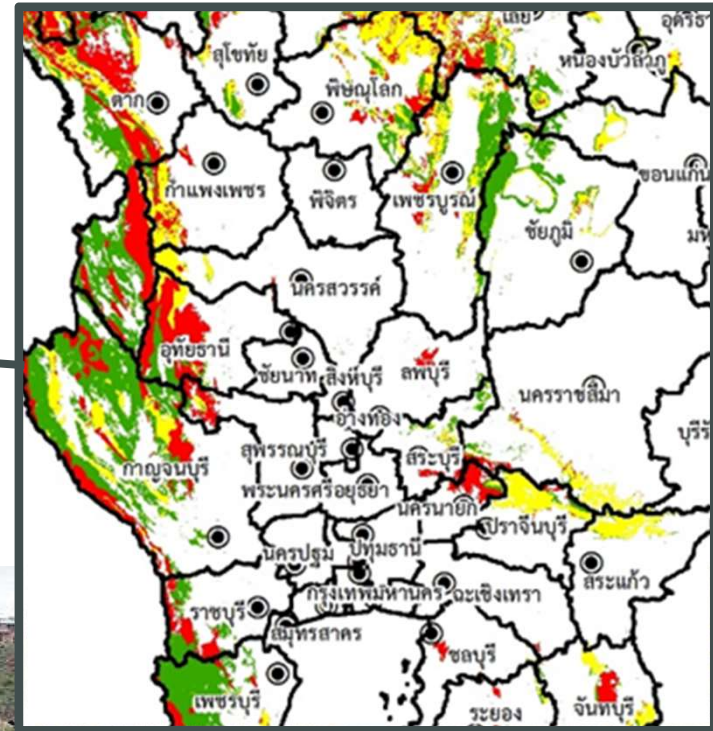 เลย
อุดรธา
สุโขทัย
หนองบัวลำภู
พิษณุโลก
ตาก
กำแพงเพชร
พิจิตร
เพชรบูรณ์
ขอนแก่น
ชัยภูมิ
มห
นครสวรรค์
อุทัยธานี
ชัยนาท
สิงห์บุรี
ลพบุรี
นครราชสีมา
อ่างทอง
บุรีรั
กาญจนบุรี
สุพรรณบุรี
สระบุรี
พระนครศรีอยุธยา
นครนายก
ปราจีนบุรี
นครปฐม
ปทุมธานี
สระแก้ว
กรุงเทพมหานคร
ฉะเชิงเทรา
ราชบุรี
สมุทรสาคร
ชลบุรี
เพชรบุรี
ระยอง
จันทบุรี